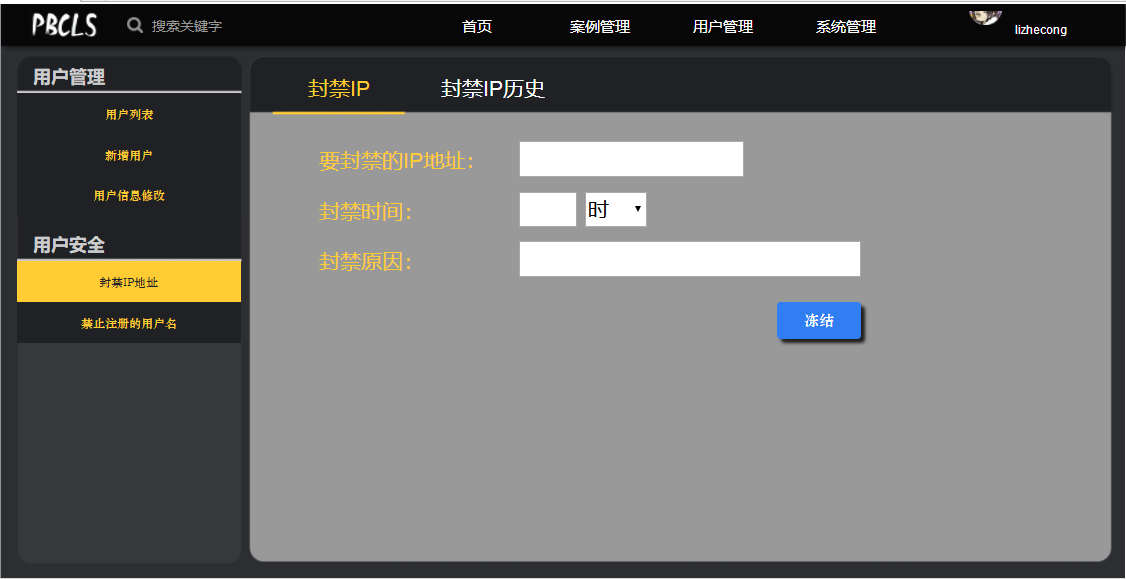 PBCLS 搜索关键字 首页 案例管理 用户管理 系统管理 lizhecong
用户管理
用户列表
新增用户
用户信息修改
用户安全
封禁IP地址
禁止注册的用户名
封禁IP 封禁IP历史
要封禁的IP地址：
封禁时间： 时
封禁原因：
冻结